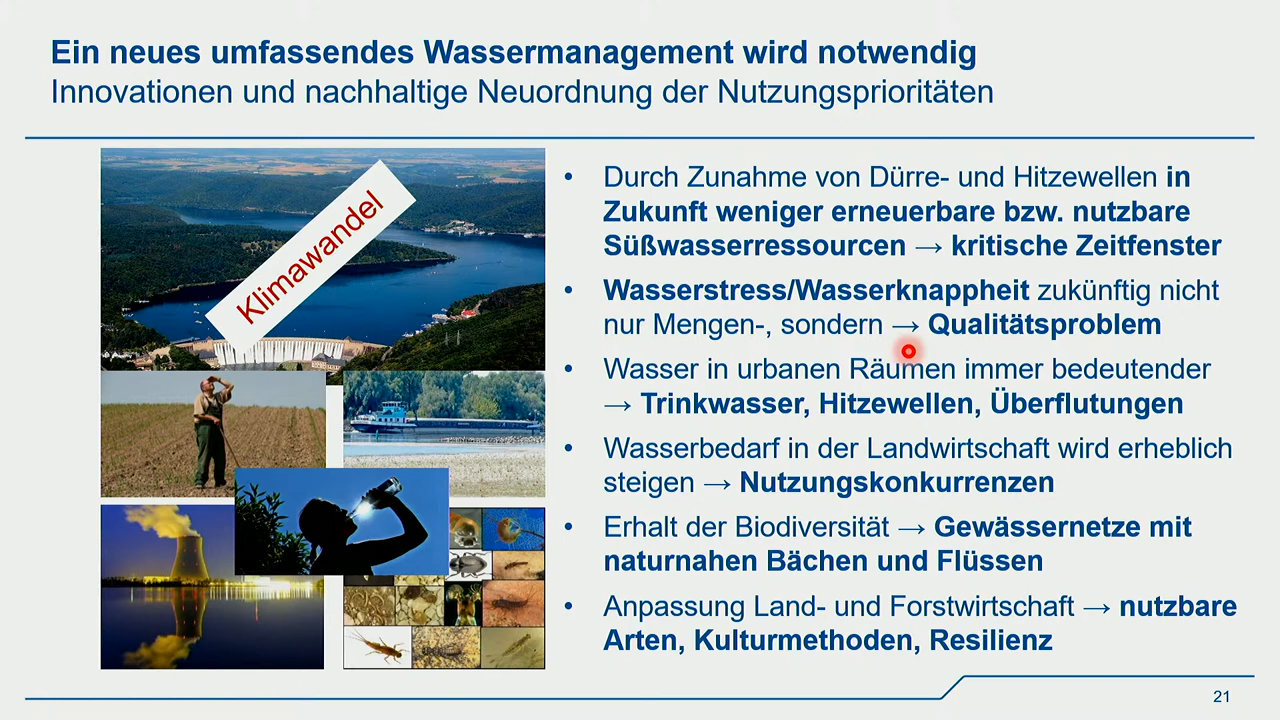 Ein neues umfassendes Wassermanagement wird notwendig
Innovationen und nachhaltige Neuordnung der Nutzungsprioritäten
Klimawandel
• Durch Zunahme von Dürre- und Hitzewellen in
Zukunft weniger erneuerbare bzw. nutzbare
Süßwasserressourcen → kritische Zeitfenster
• Wasserstress/Wasserknappheit zukünftig nicht
nur Mengen-, sondern → Qualitätsproblem
• Wasser in urbanen Räumen immer bedeutender
→ Trinkwasser, Hitzewellen, Überflutungen
• Wasserbedarf in der Landwirtschaft wird erheblich
steigen → Nutzungskonkurrenzen
• Erhalt der Biodiversität → Gewässernetze mit
naturnahen Bächen und Flüssen
• Anpassung Land- und Forstwirtschaft → nutzbare
Arten, Kulturmethoden, Resilienz
21